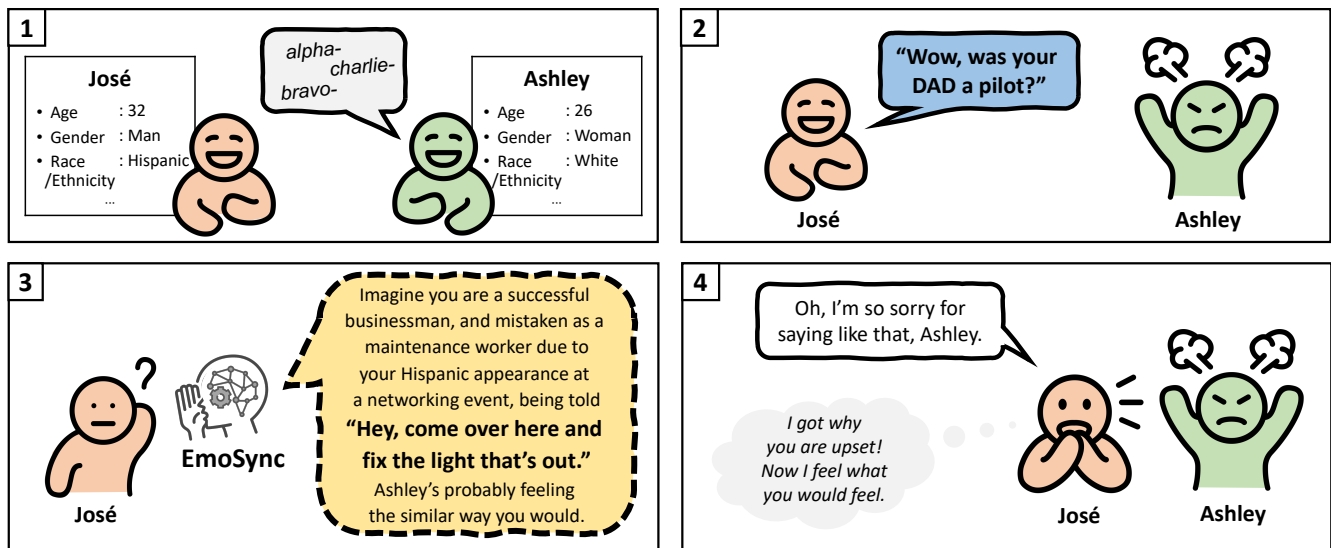 1
José
• Age : 32
• Gender : Man
• Race : Hispanic
/Ethnicity
...
alpha-
charlie-
bravo-
Ashley
• Age : 26
• Gender : Woman
• Race : White
/Ethnicity
...
2
“Wow, was your
DAD a pilot?”
José
Ashley
3
?
José
EmoSync
Imagine you are a successful
businessman, and mistaken as a
maintenance worker due to
your Hispanic appearance at
a networking event, being told
“Hey, come over here and
fix the light that’s out.”
Ashley’s probably feeling
the similar way you would.
4
Oh, I’m so sorry for
saying like that, Ashley.
I got why
you are upset!
Now I feel what
you would feel.
José
Ashley